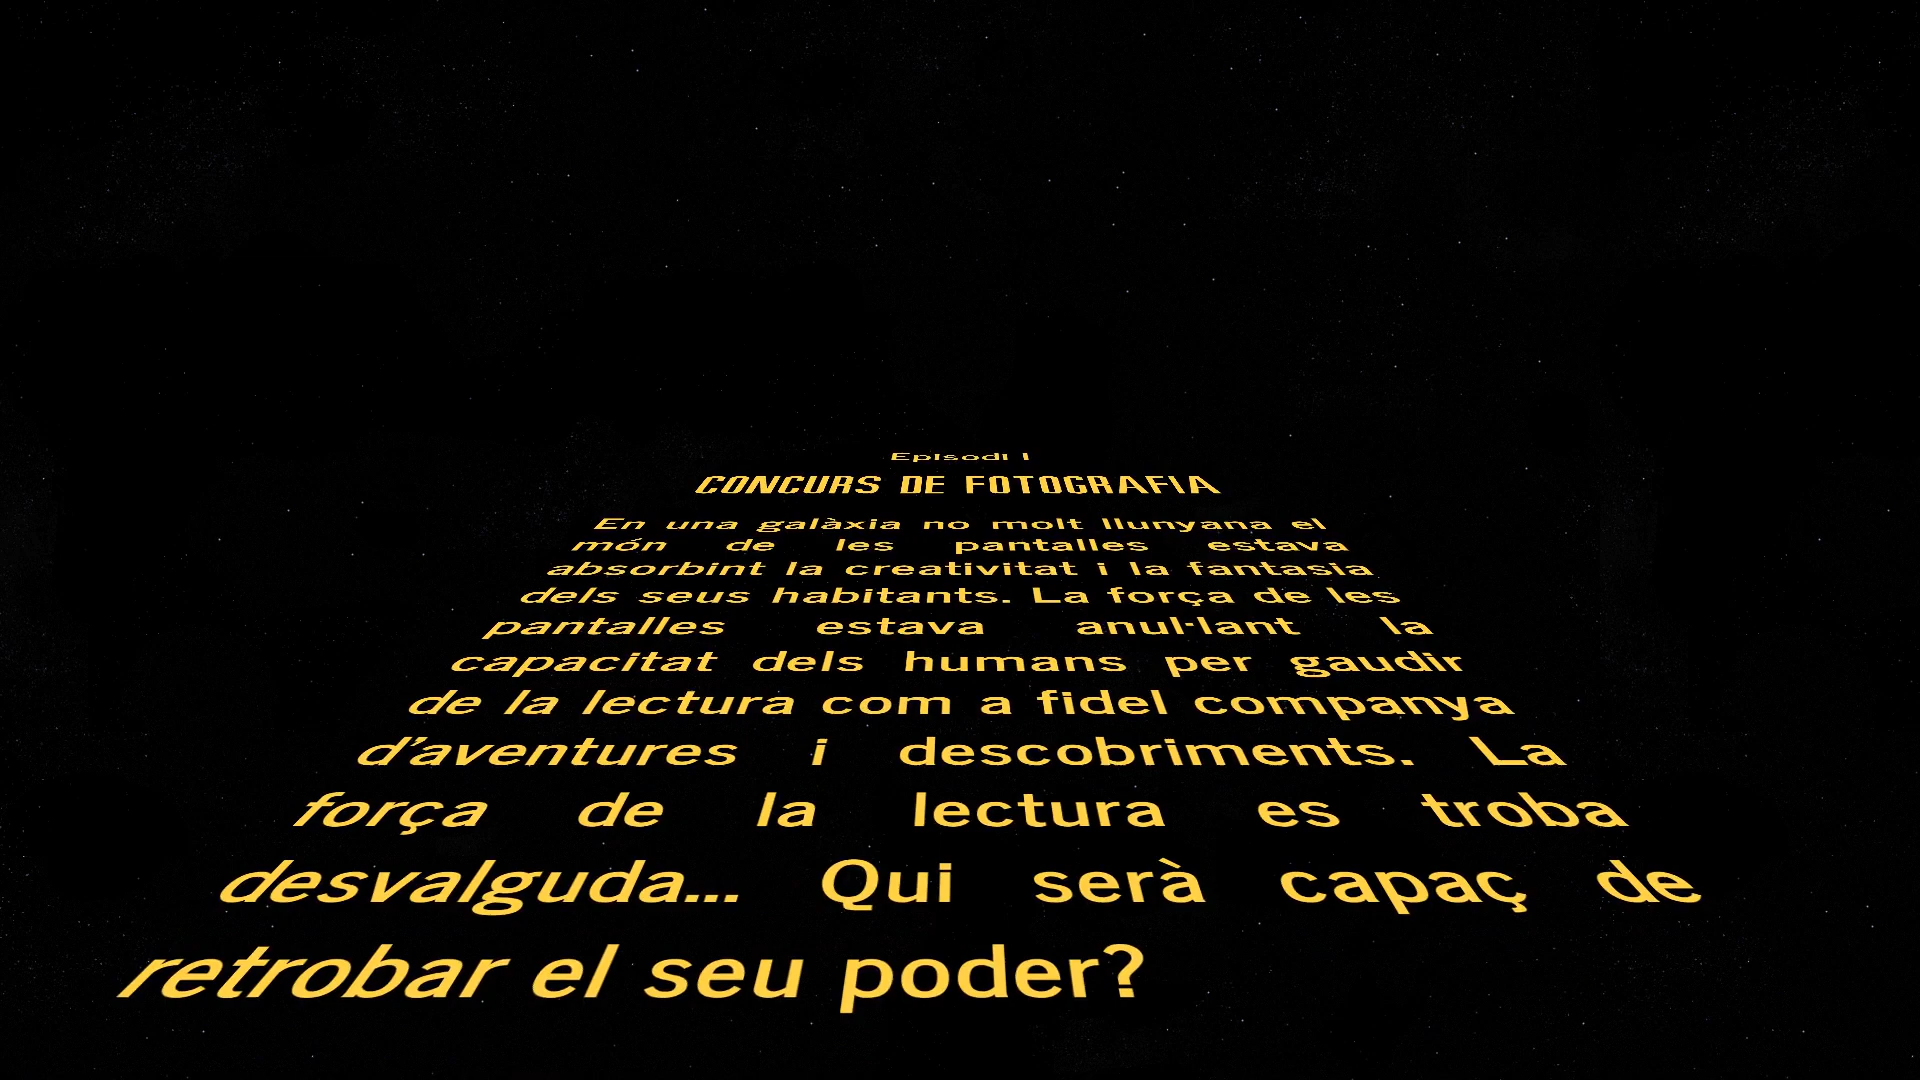 Episodi I
CONCURS DE FOTOGRAFIA
En una galàxia no molt llunyana el
món de les pantalles estava
absorbint la creativitat i la fantasia
dels seus habitants. La força de les
pantalles estava anul·lant la
capacitat dels humans per gaudir
de la lectura com a fidel companya
d’aventures i descobriments. La
força de la lectura es troba
desvalguda... Qui serà capaç de
retrobar el seu poder?